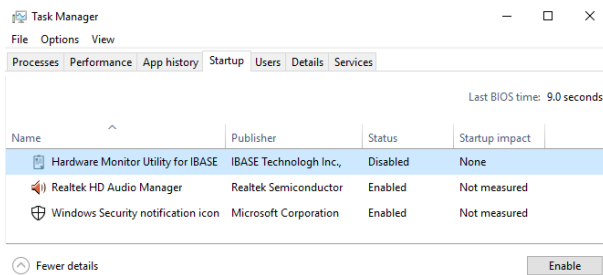 Task Manager
File Options View
Processes Performance App history Startup Users Details Services
Last BIOS time: 9.0 seconds
Name Publisher Status Startup impact
Hardware Monitor Utility for IBASE IBASE Technologh Inc., Disabled None
Realtek HD Audio Manager Realtek Semiconductor Enabled Not measured
Windows Security notification icon Microsoft Corporation Enabled Not measured
Fewer details Enable